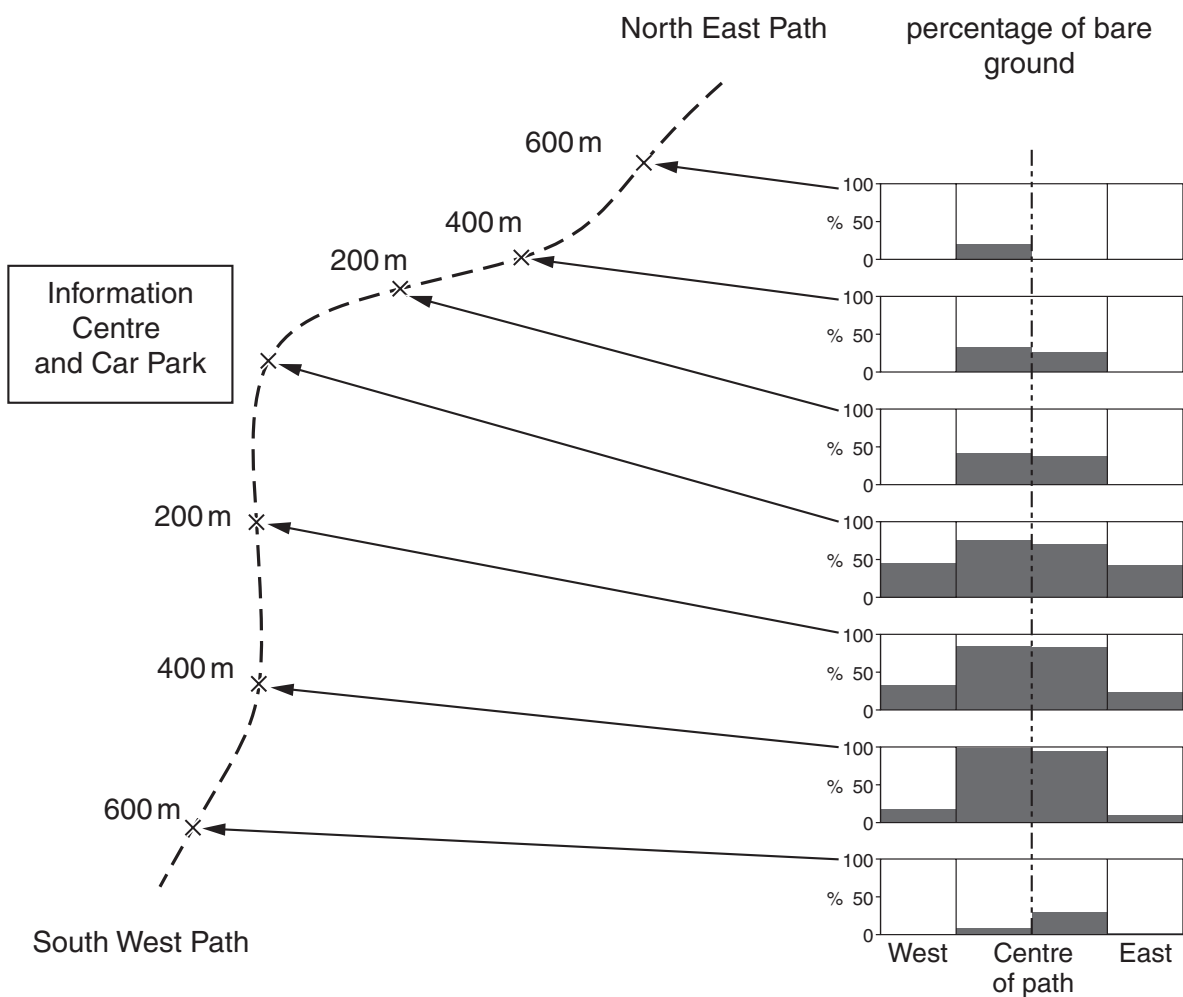 North East Path
percentage of bare
ground
600 m
400 m
200 m
Information
Centre
and Car Park
200 m
400 m
600 m
South West Path
100
% 50
0
100
% 50
0
100
% 50
0
100
% 50
0
100
% 50
0
100
% 50
0
100
% 50
0
West
Centre
of path
East